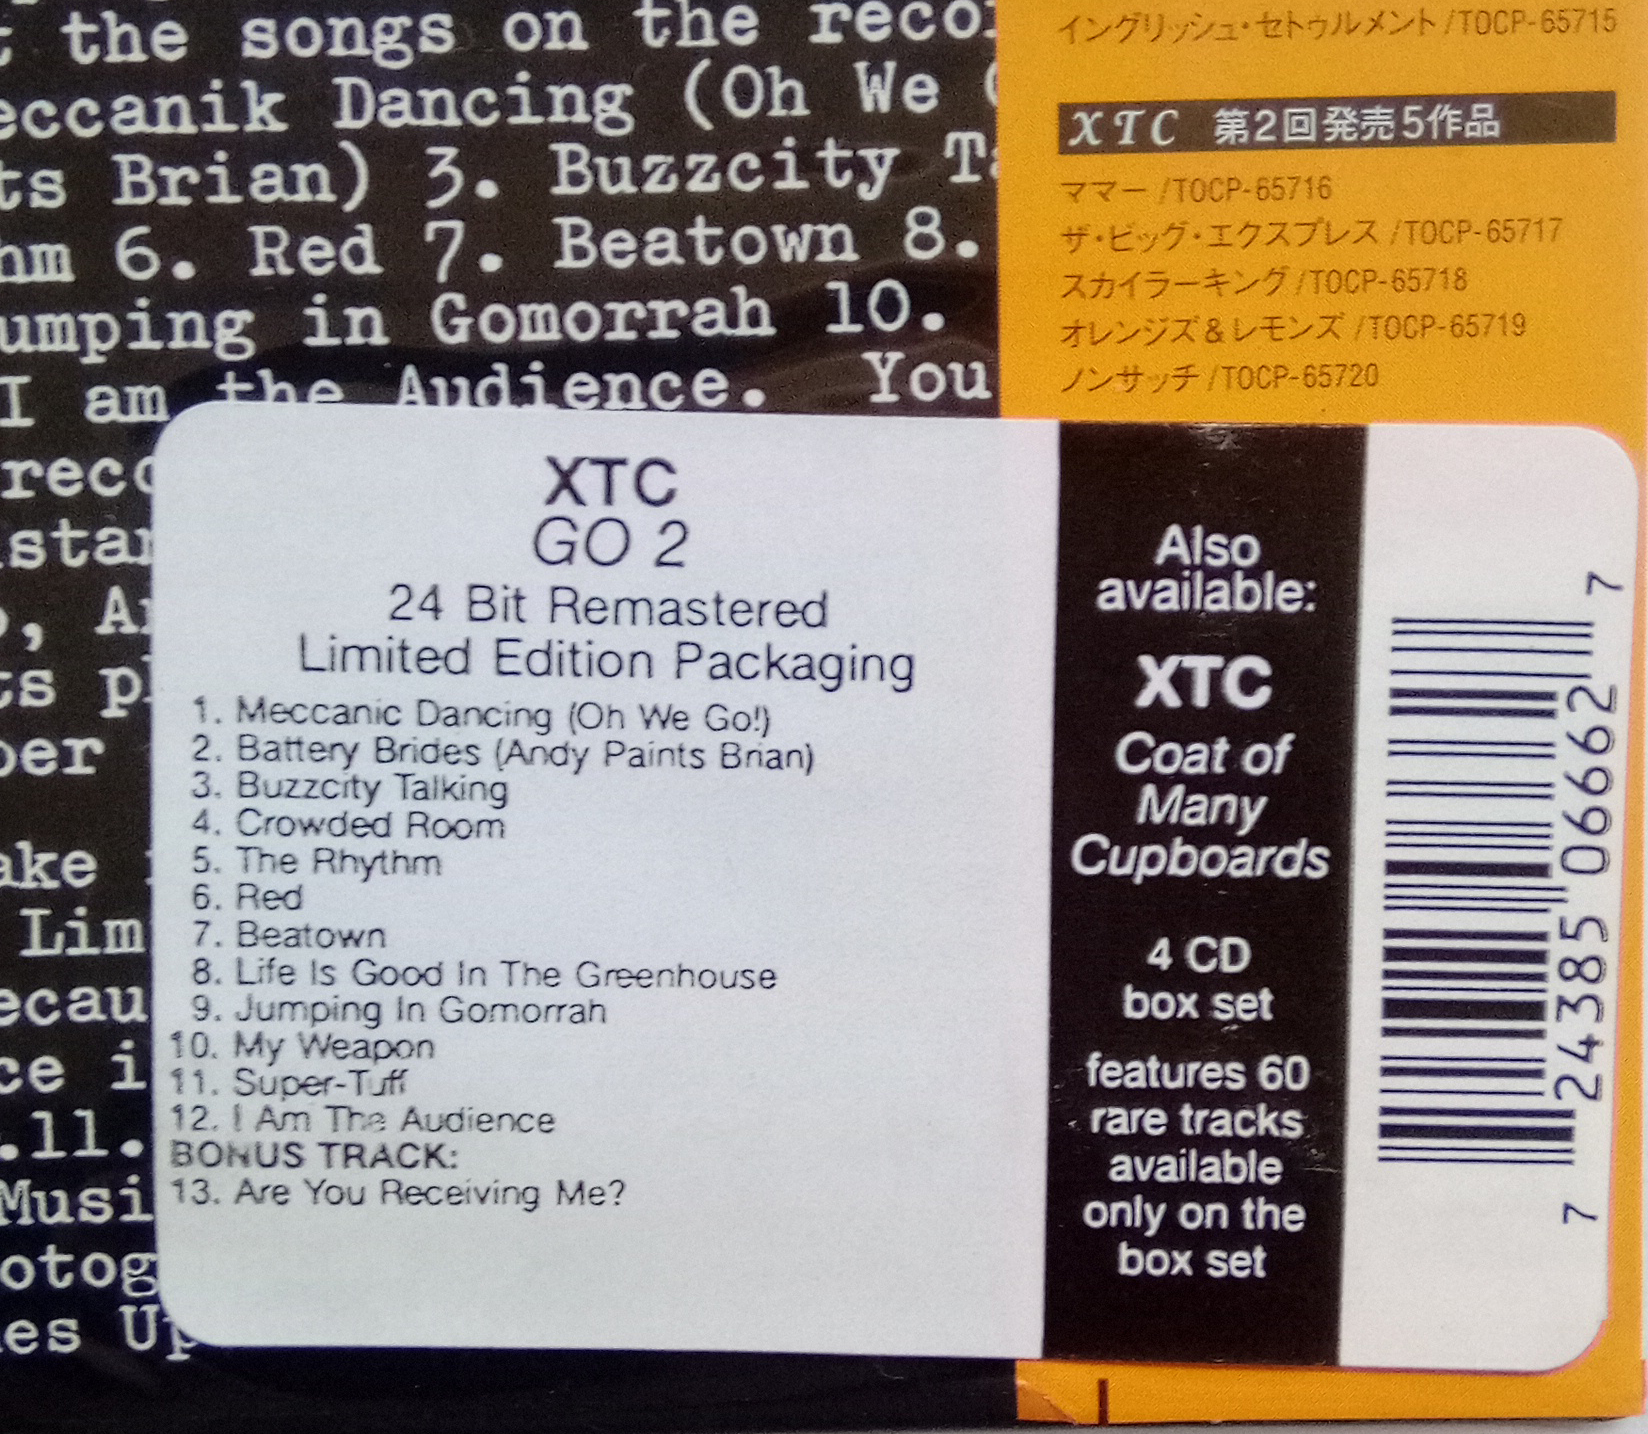 t the songs on the reco
eccanik Dancing (Oh We
ts Brian) 3. Buzzcity Ta
hm 6. Red 7. Beatown 8.
umping in Gomorrah 10.
I am the Audience. You
reco
star
, A
ts p
ber
ake
Lim
ecau
ce i
.11.
Musi
otog
es Up
イングリッシュ・セトゥルメント /TOCP-65715
XTC 第2回発売5作品
ママー /TOCP-65716
ザ・ビッグ・エクスプレス /TOCP-65717
スカイラーキング /TOCP-65718
オレンジズ&レモンズ /TOCP-65719
ノンサッチ /TOCP-65720
XTC
GO 2
24 Bit Remastered
Limited Edition Packaging
1. Meccanic Dancing (Oh We Go!)
2. Battery Brides (Andy Paints Brian)
3. Buzzcity Talking
4. Crowded Room
5. The Rhythm
6. Red
7. Beatown
8. Life Is Good In The Greenhouse
9. Jumping In Gomorrah
10. My Weapon
11. Super-Tuff
12. I Am The Audience
BONUS TRACK:
13. Are You Receiving Me?
Also
available:
XTC
Coat of
Many
Cupboards
4 CD
box set
features 60
rare tracks
available
only on the
box set
7 24385 06662 7